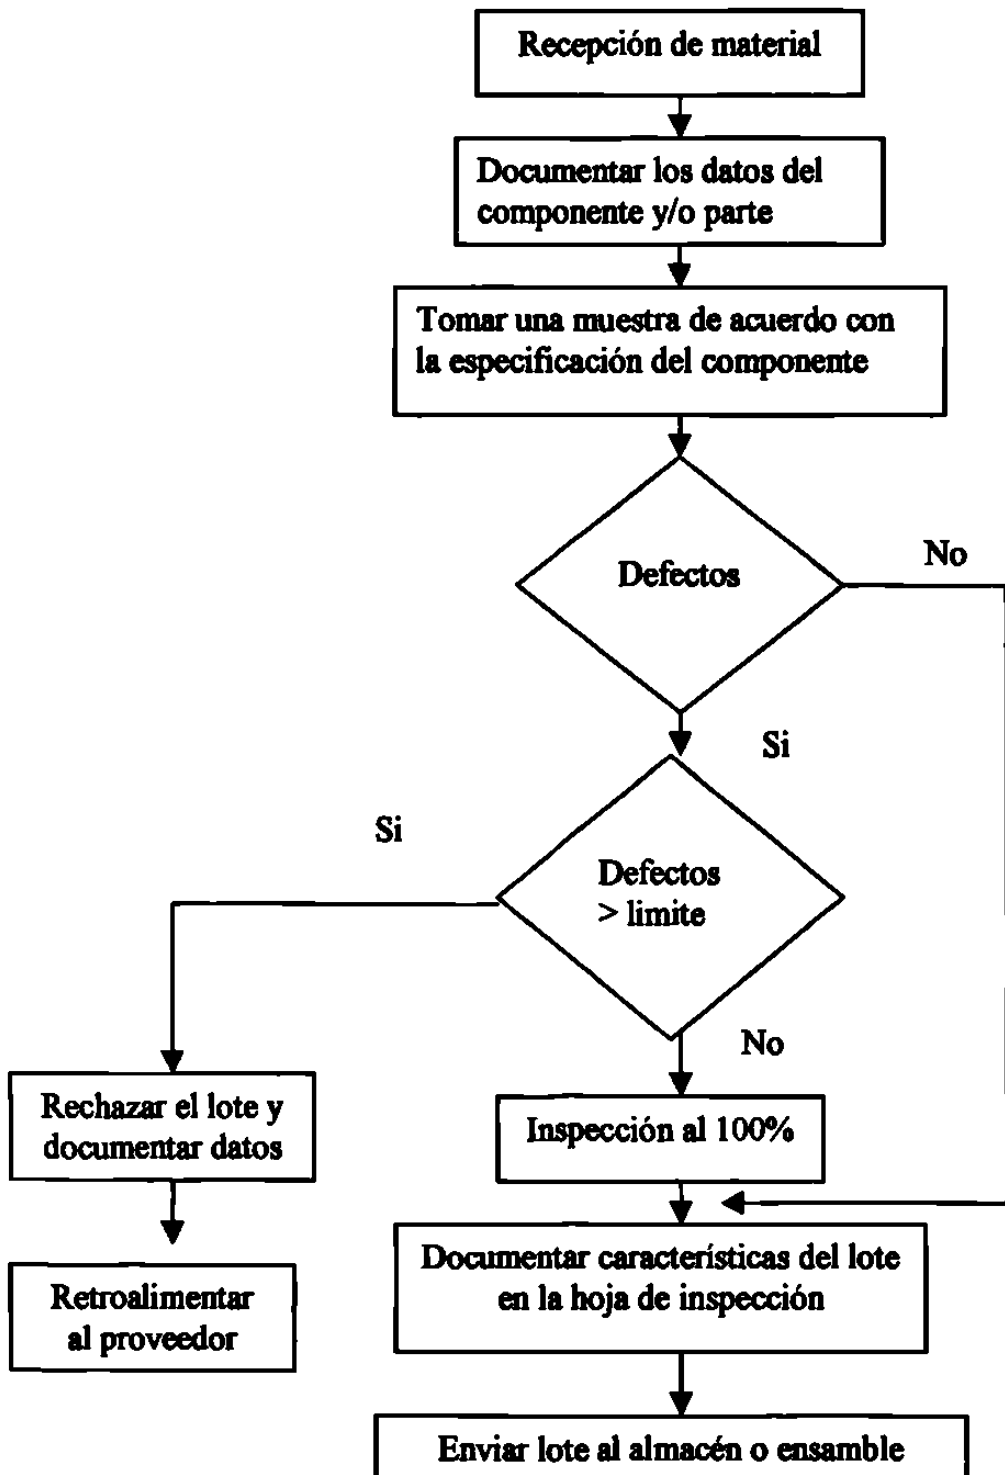 Recepción de material
Documentar los datos del
componente y/o parte
Tomar una muestra de acuerdo con
la especificación del componente
Defectos
No
Si
Si
Defectos
> limite
No
Rechazar el lote y
documentar datos
Inspección al 100%
Retroalimentar
al proveedor
Documentar características del lote
en la hoja de inspección
Enviar lote al almacén o ensamble